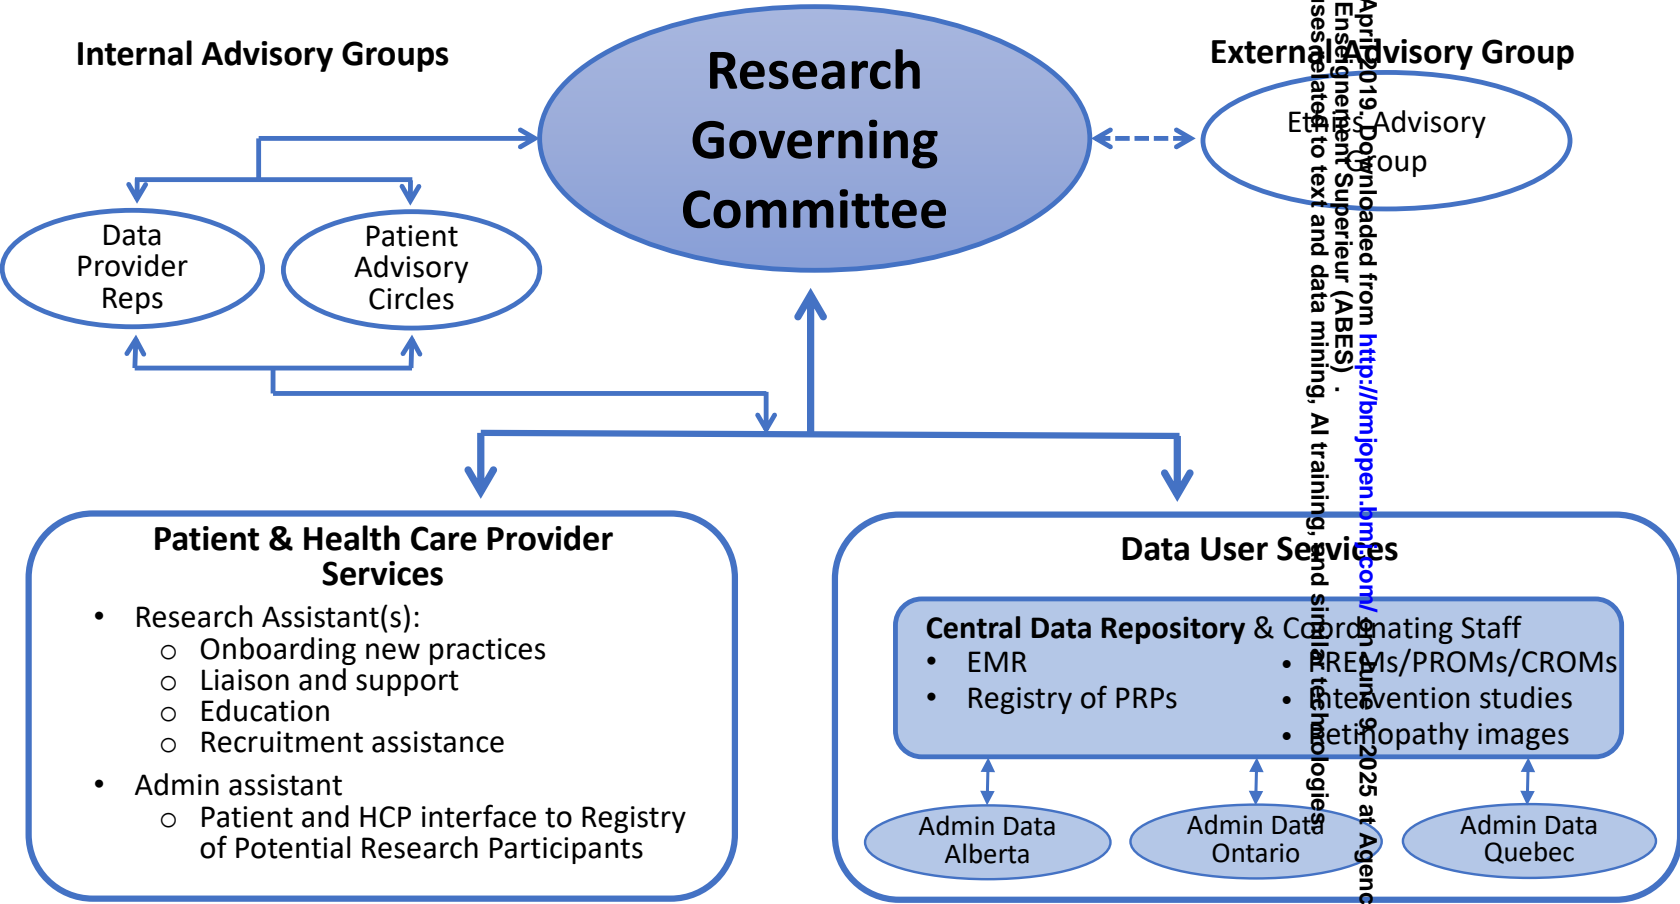 Internal Advisory Groups
Research
Governing
Committee
External Advisory Group
Ethics Advisory
Group
Data
Provider
Reps
Patient
Advisory
Circles
Patient & Health Care Provider
Services
• Research Assistant(s):
o Onboarding new practices
o Liaison and support
o Education
o Recruitment assistance
• Admin assistant
o Patient and HCP interface to Registry
of Potential Research Participants
Data User Services
Central Data Repository & Coordinating Staff
• EMR
• Registry of PRPs
• PREMs/PROMs/CROMs
• Intervention studies
• Retinopathy images
Admin Data
Alberta
Admin Data
Ontario
Admin Data
Quebec
April 2019. Downloaded from http://bmjopen.bmj.com/ on June 9, 2025 at Agenc
Enseignement Superieur (ABES) .
uses related to text and data mining, AI training, and similar technologies.